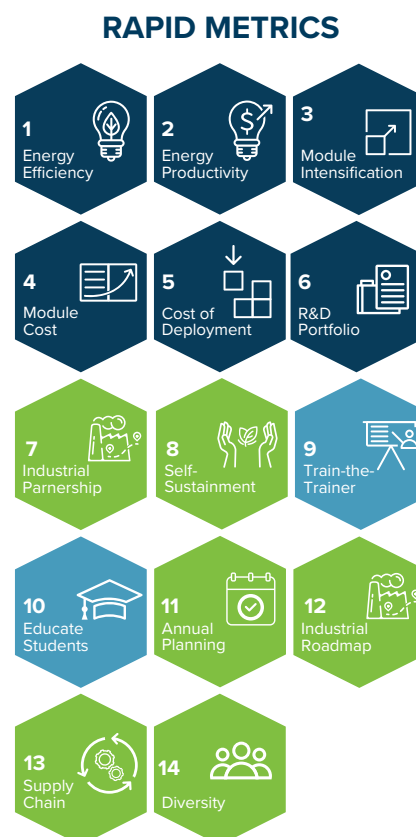 RAPID METRICS
1
Energy
Efficiency
2
Energy
Productivity
3
Module
Intensification
4
Module
Cost
5
Cost of
Deployment
6
R&D
Portfolio
7
Industrial
Parnership
8
Self-
Sustainment
9
Train-the-
Trainer
10
Educate
Students
11
Annual
Planning
12
Industrial
Roadmap
13
Supply
Chain
14
Diversity